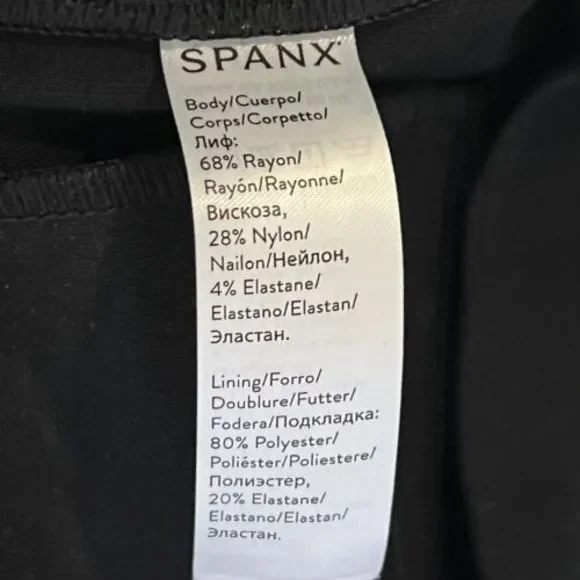 SPANX
Body/Cuerpo/
Corps/Corpetto/
Лиф:
68% Rayon/
Rayón/Rayonne/
Вискоза,
28% Nylon/
Nailon/Нейлон,
4% Elastane/
Elastano/Elastan/
Эластан.
Lining/Forro/
Doublure/Futter/
Fodera/Подкладка:
80% Polyester/
Poliéster/Poliestere/
Полиэстер,
20% Elastane/
Elastano/Elastan/
Эластан.